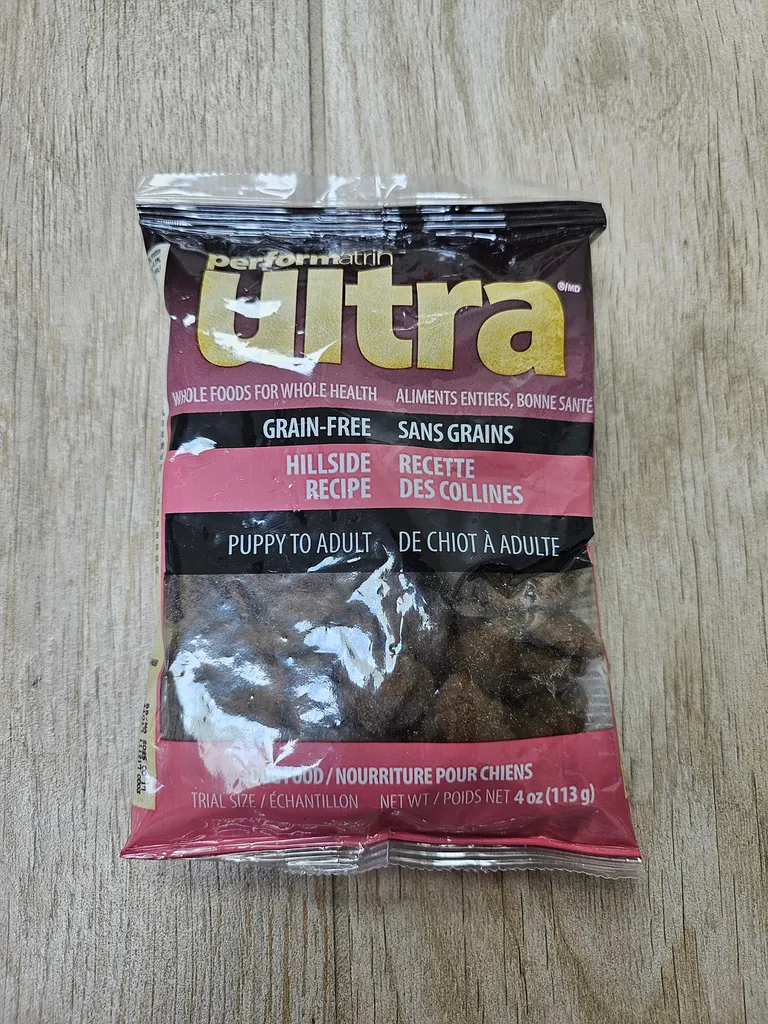 performatrin
Ultra ®/MD
WHOLE FOODS FOR WHOLE HEALTH ALIMENTS ENTIERS, BONNE SANTÉ
GRAIN-FREE SANS GRAINS
HILLSIDE RECETTE
RECIPE DES COLLINES
PUPPY TO ADULT DE CHIOT À ADULTE
DOG FOOD / NOURRITURE POUR CHIENS
TRIAL SIZE / ÉCHANTILLON NET WT / POIDS NET 4 oz (113 g)